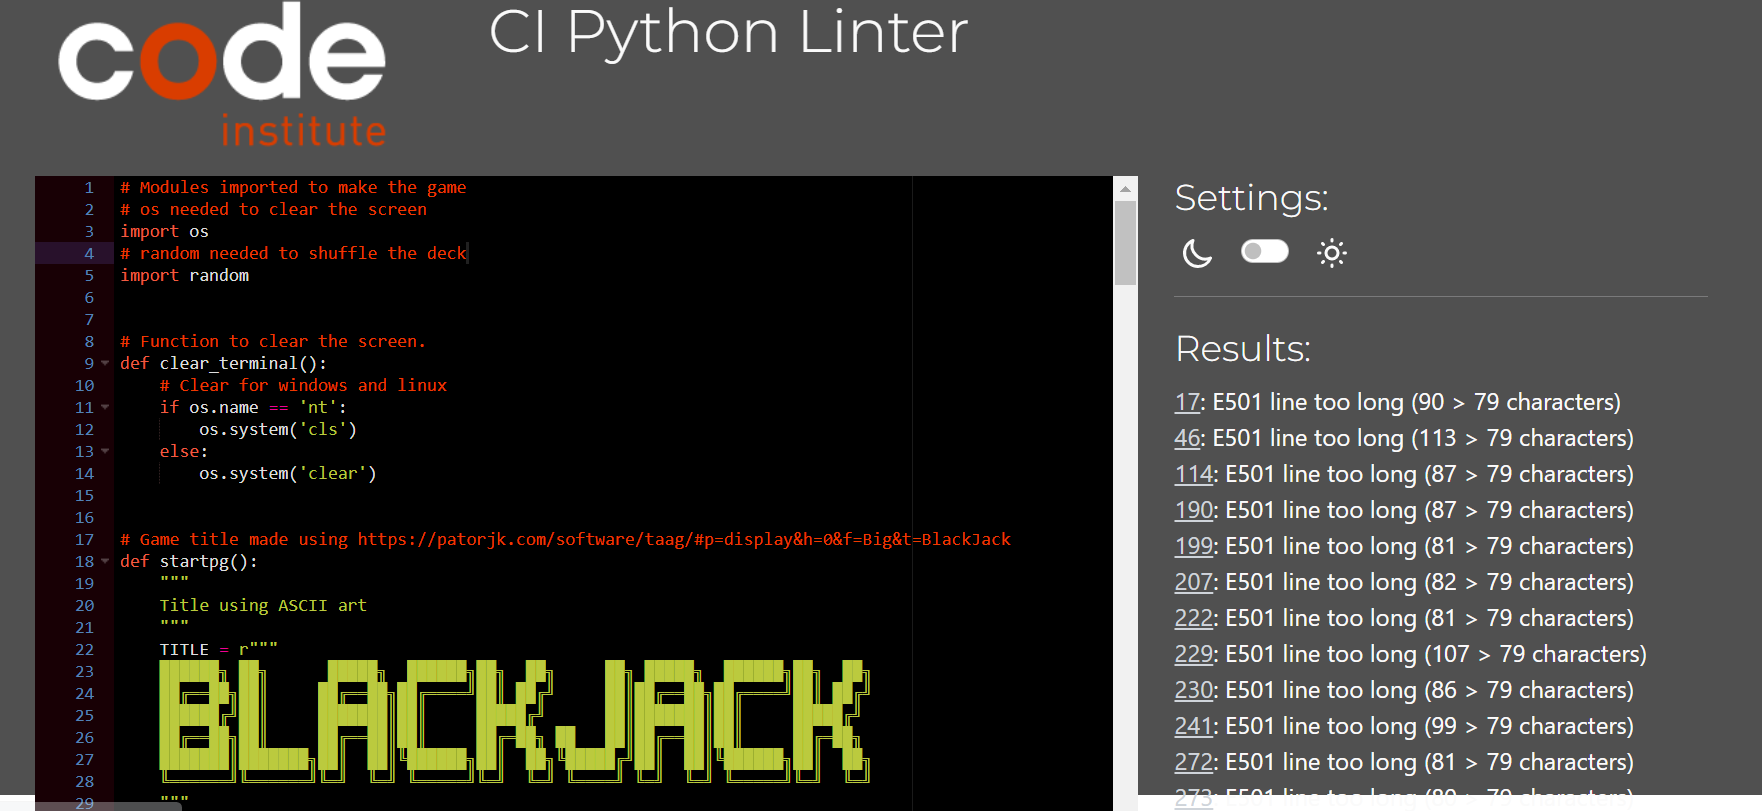 code
institute
CI Python Linter
1 # Modules imported to make the game
2 # os needed to clear the screen
3 import os
4 # random needed to shuffle the deck
5 import random
6
7
8 # Function to clear the screen.
9 def clear_terminal():
10     # Clear for windows and linux
11     if os.name == 'nt':
12         os.system('cls')
13     else:
14         os.system('clear')
15
16
17 # Game title made using https://patorjk.com/software/taag/#p=display&h=0&f=Big&t=BlackJack
18 def startpg():
19     """
20     Title using ASCII art
21     """
22     TITLE = r"""
23
24
25 BLACKJACK
26
27
28
29     """
Settings:
Results:
17: E501 line too long (90 > 79 characters)
46: E501 line too long (113 > 79 characters)
114: E501 line too long (87 > 79 characters)
190: E501 line too long (87 > 79 characters)
199: E501 line too long (81 > 79 characters)
207: E501 line too long (82 > 79 characters)
222: E501 line too long (81 > 79 characters)
229: E501 line too long (107 > 79 characters)
230: E501 line too long (86 > 79 characters)
241: E501 line too long (99 > 79 characters)
272: E501 line too long (81 > 79 characters)
273: E501 line too long (80 > 79 characters)